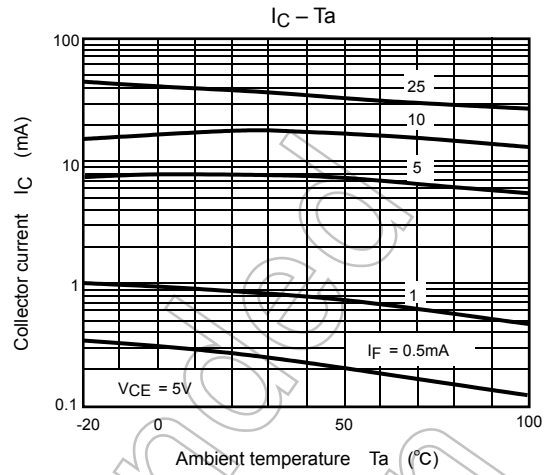 IC – Ta
100
10
1
0.1
Collector current IC (mA)
25
10
5
1
IF = 0.5mA
VCE = 5V
-20 0 50 100
Ambient temperature Ta (°C)
nded